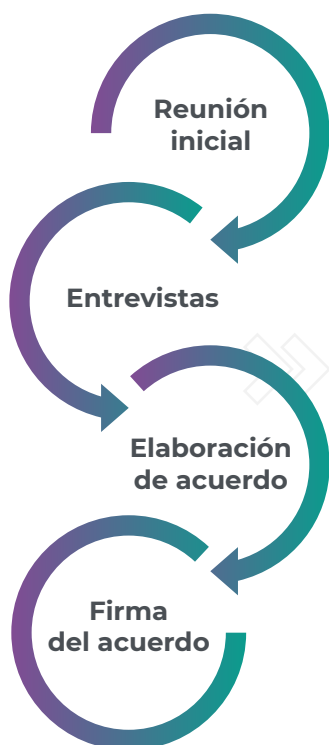 Reunión
inicial
Entrevistas
Elaboración
de acuerdo
Firma
del acuerdo